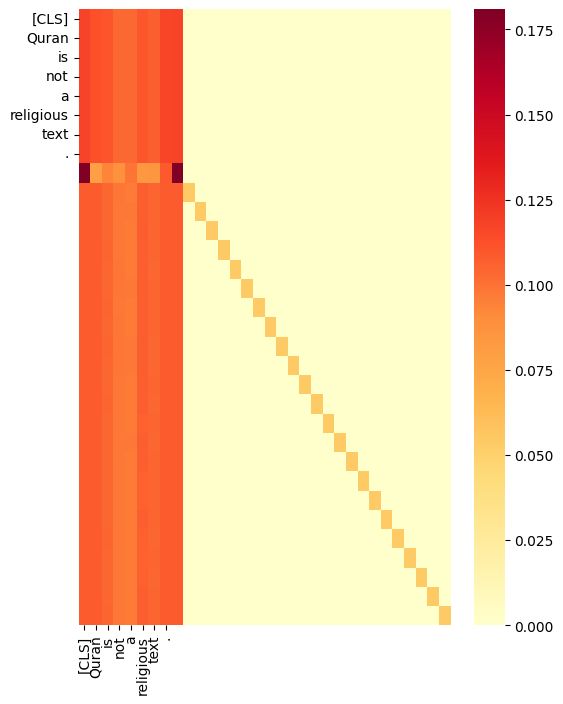 [CLS]
Quran
is
not
a
religious
text
.
0.175
0.150
0.125
0.100
0.075
0.050
0.025
0.000
[CLS]
Quran
is
not
a
religious
text
.